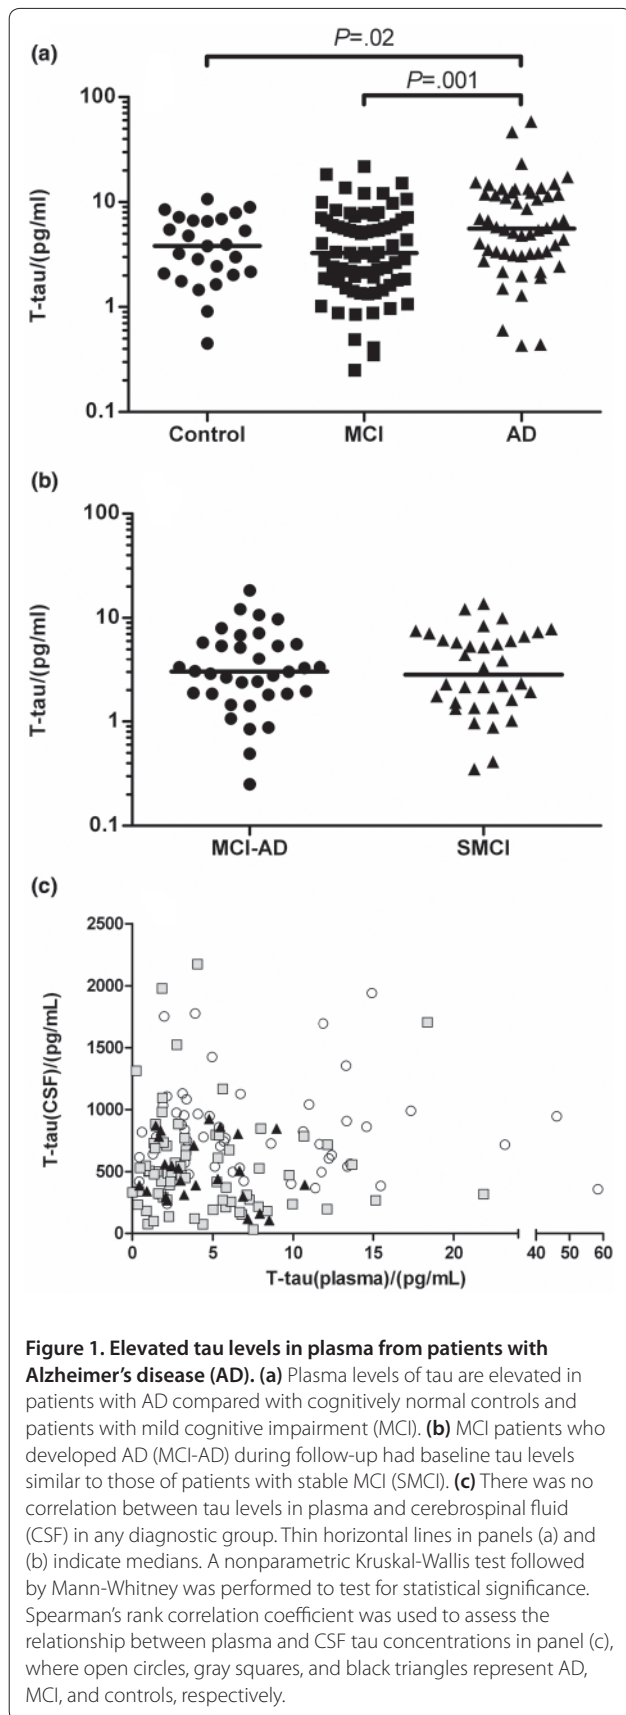 (a)
P=.02
P=.001
T-tau/(pg/ml)
100
10
1
0.1
Control MCI AD
(b)
T-tau/(pg/ml)
100
10
1
0.1
MCI-AD SMCI
(c)
T-tau(CSF)/(pg/mL)
2500
2000
1500
1000
500
0
0 5 10 15 20 40 50 60
T-tau(plasma)/(pg/mL)
Figure 1. Elevated tau levels in plasma from patients with
Alzheimer's disease (AD). (a) Plasma levels of tau are elevated in
patients with AD compared with cognitively normal controls and
patients with mild cognitive impairment (MCI). (b) MCI patients who
developed AD (MCI-AD) during follow-up had baseline tau levels
similar to those of patients with stable MCI (SMCI). (c) There was no
correlation between tau levels in plasma and cerebrospinal fluid
(CSF) in any diagnostic group. Thin horizontal lines in panels (a) and
(b) indicate medians. A nonparametric Kruskal-Wallis test followed
by Mann-Whitney was performed to test for statistical significance.
Spearman's rank correlation coefficient was used to assess the
relationship between plasma and CSF tau concentrations in panel (c),
where open circles, gray squares, and black triangles represent AD,
MCI, and controls, respectively.